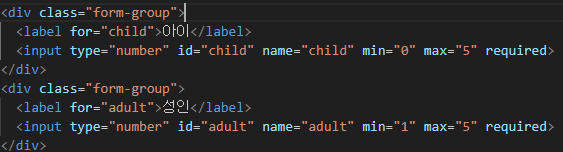 <div class="form-group">
<label for="child">아이</label>
<input type="number" id="child" name="child" min="0" max="5" required>
</div>
<div class="form-group">
<label for="adult">성인</label>
<input type="number" id="adult" name="adult" min="1" max="5" required>
</div>